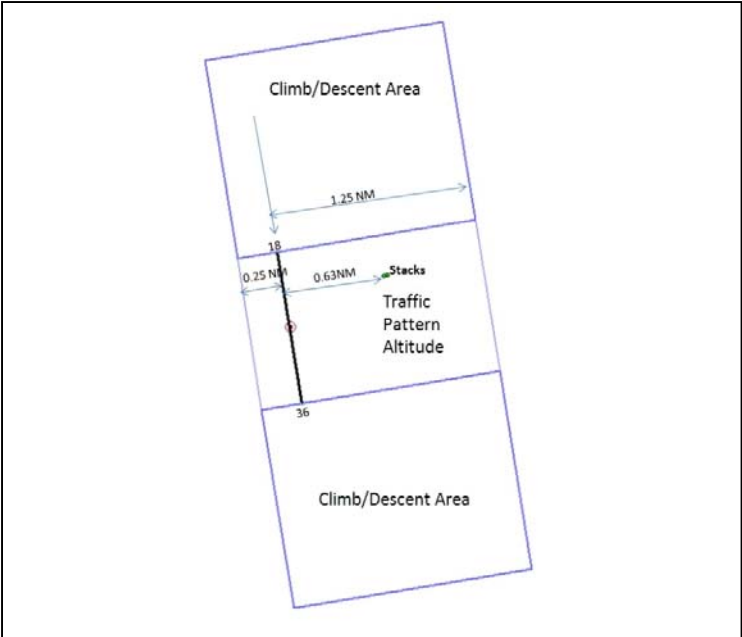 Climb/Descent Area
1.25 NM
18
0.25 NM
0.63NM
Stacks
Traffic
Pattern
Altitude
36
Climb/Descent Area